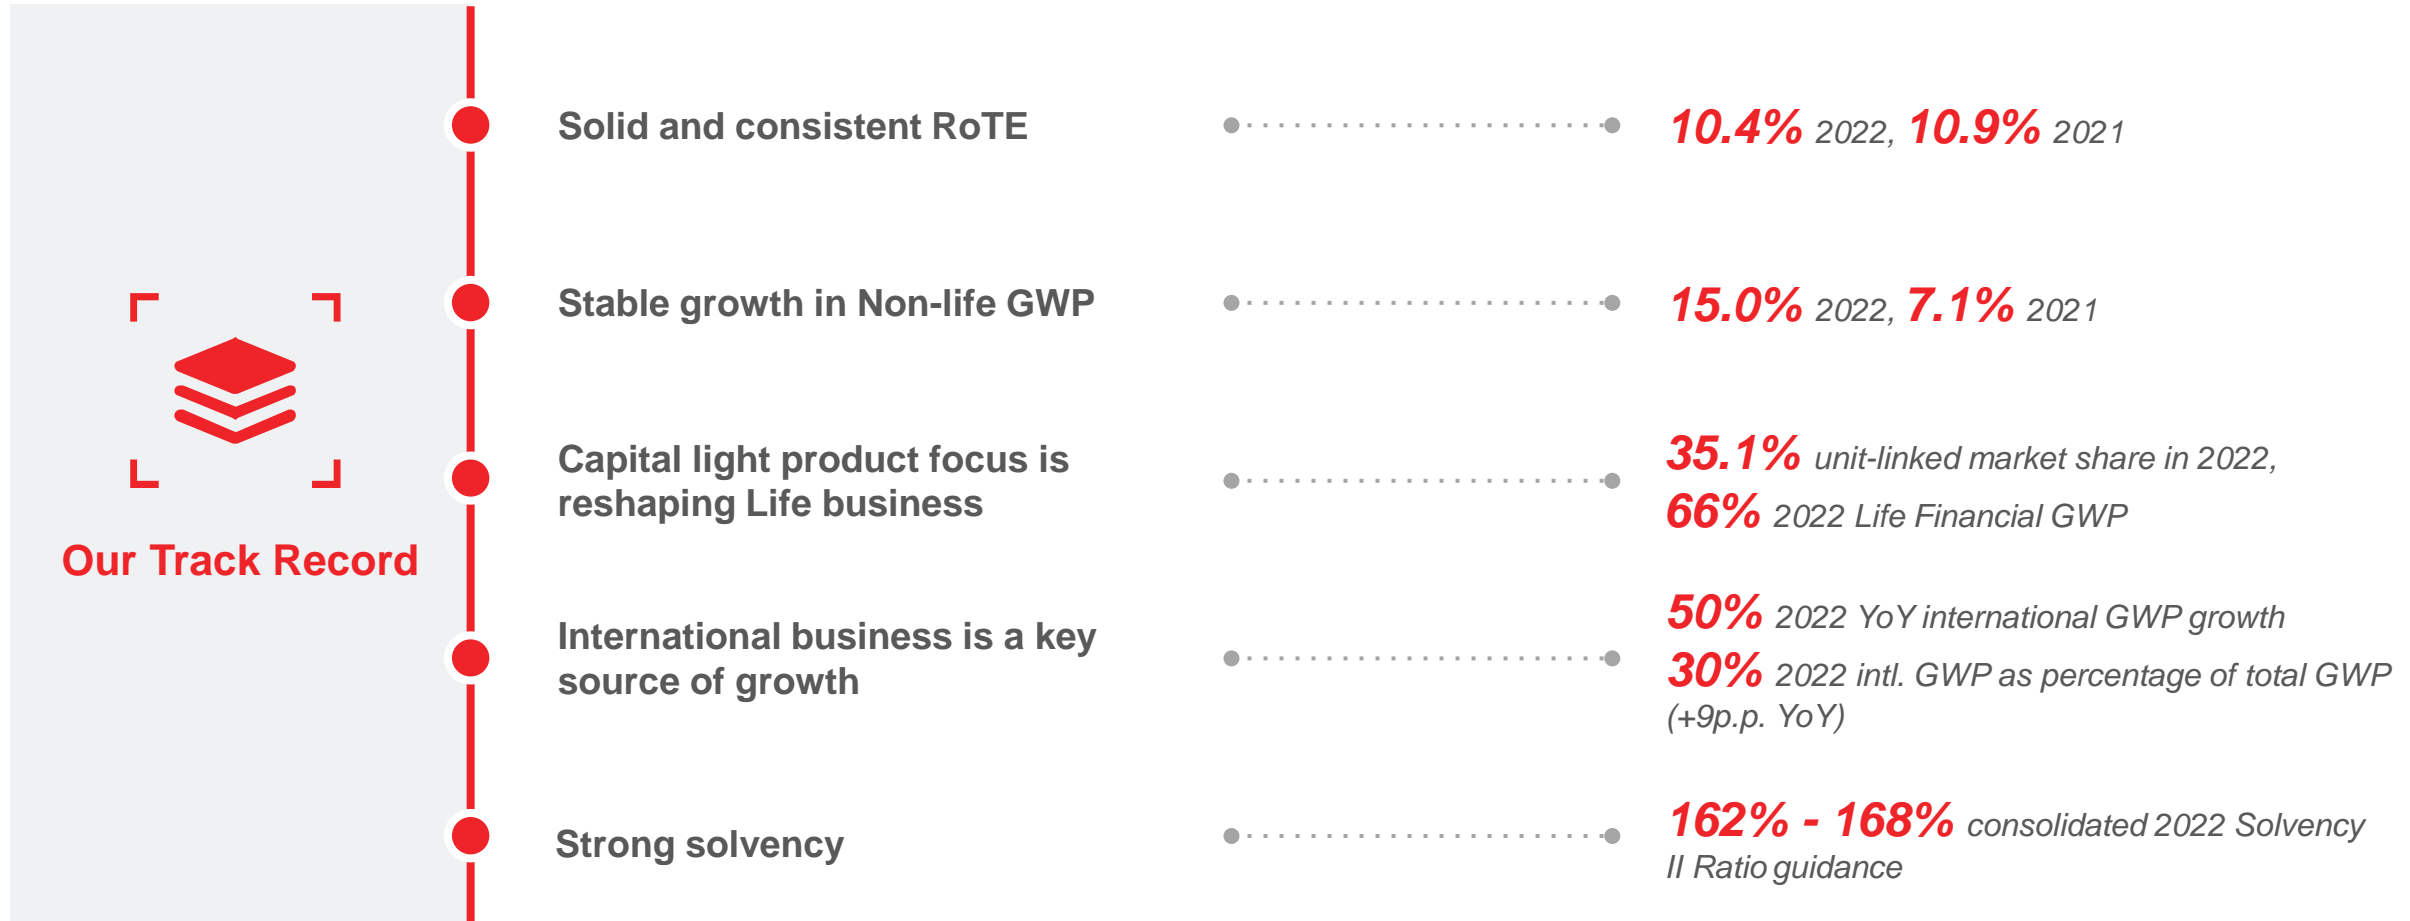 Our Track Record
Solid and consistent RoTE
10.4% 2022, 10.9% 2021
Stable growth in Non-life GWP
15.0% 2022, 7.1% 2021
Capital light product focus is
reshaping Life business
35.1% unit-linked market share in 2022,
66% 2022 Life Financial GWP
International business is a key
source of growth
50% 2022 YoY international GWP growth
30% 2022 intl. GWP as percentage of total GWP
(+9p.p. YoY)
Strong solvency
162% - 168% consolidated 2022 Solvency
II Ratio guidance